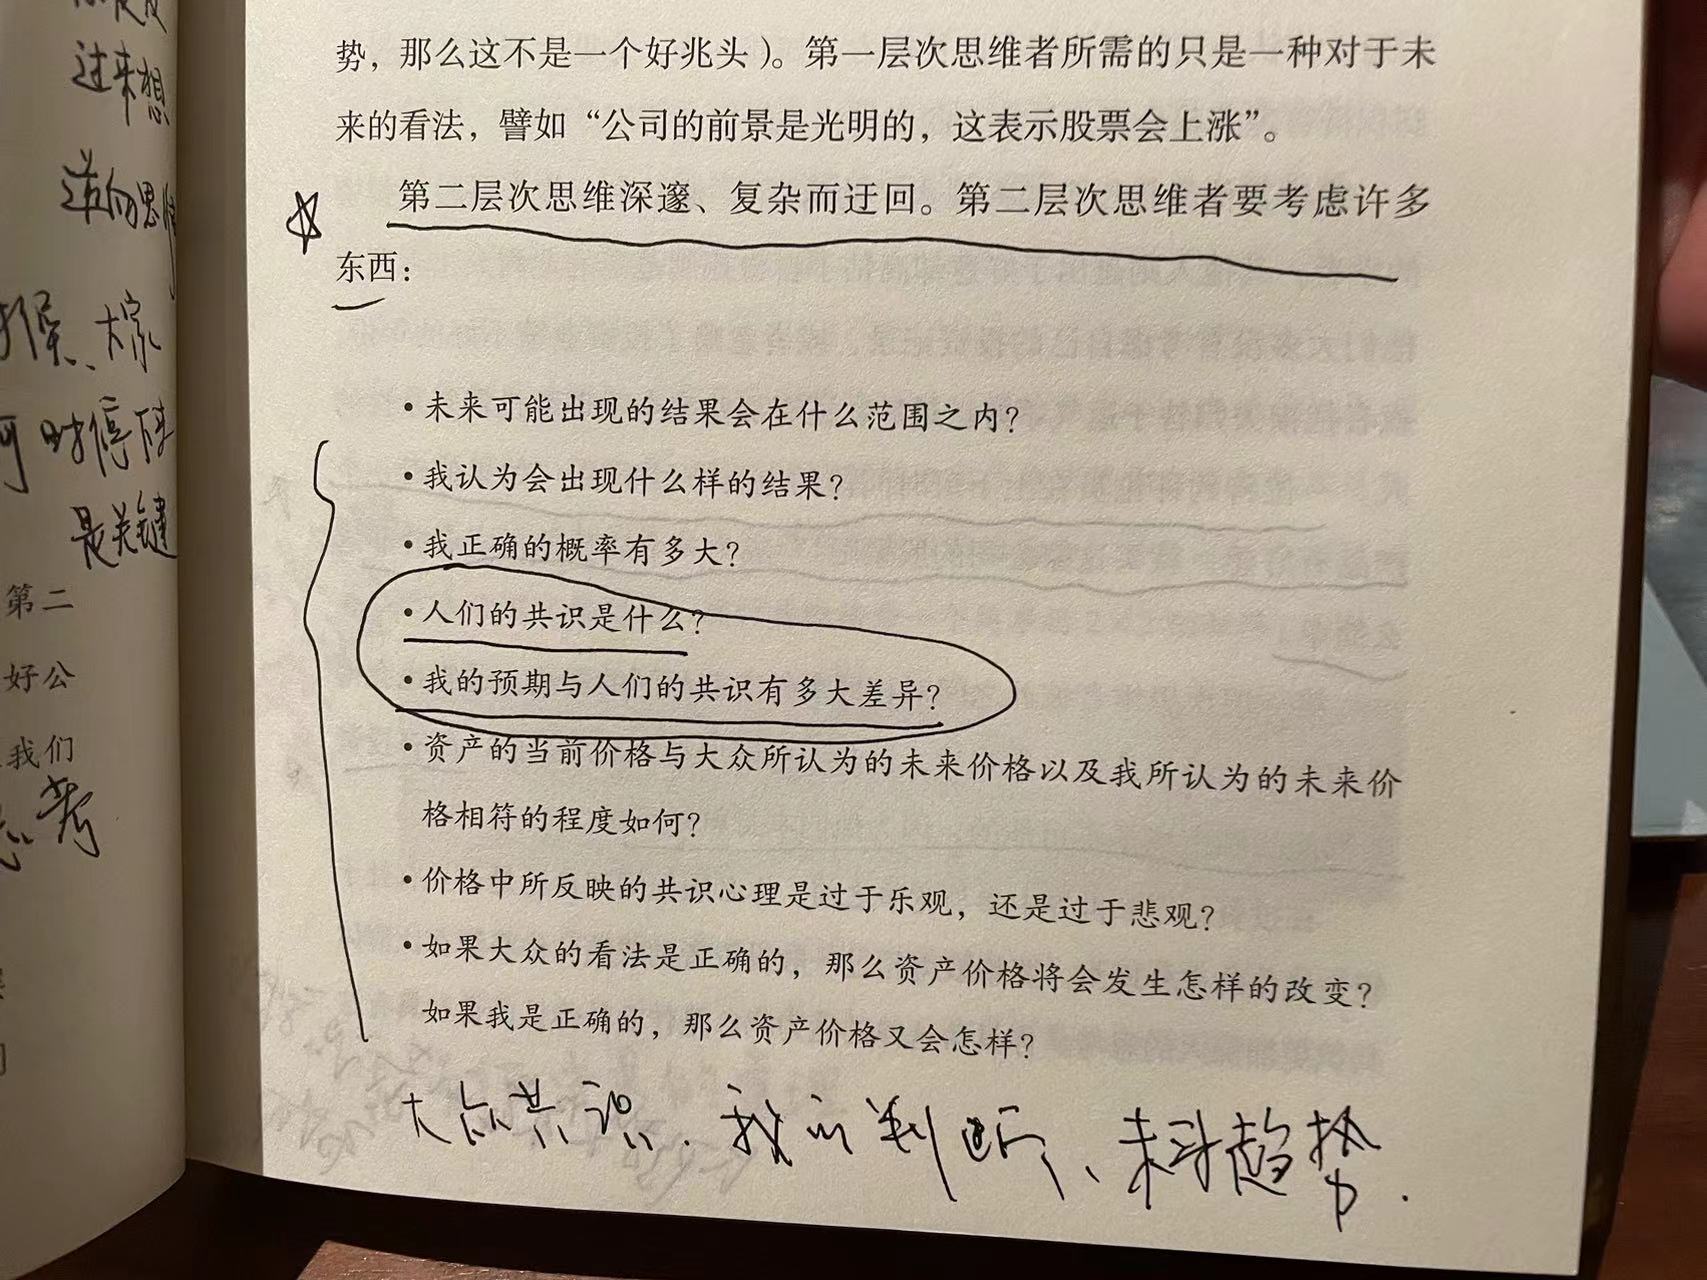 过来想
逆向思维
大家
何时停下来
是关键
第二
好公
我们
思考
势，那么这不是一个好兆头）。第一层次思维者所需的只是一种对于未
来的看法，譬如“公司的前景是光明的，这表示股票会上涨”。
第二层次思维深邃、复杂而迂回。第二层次思维者要考虑许多
东西：
•未来可能出现的结果会在什么范围之内？
•我认为会出现什么样的结果？
•我正确的概率有多大？
•人们的共识是什么？
•我的预期与人们的共识有多大差异？
•资产的当前价格与大众所认为的未来价格以及我所认为的未来价
格相符的程度如何？
•价格中所反映的共识心理是过于乐观，还是过于悲观？
•如果大众的看法是正确的，那么资产价格将会发生怎样的改变？
如果我是正确的，那么资产价格又会怎样？
大众共识、我的判断、未来趋势.